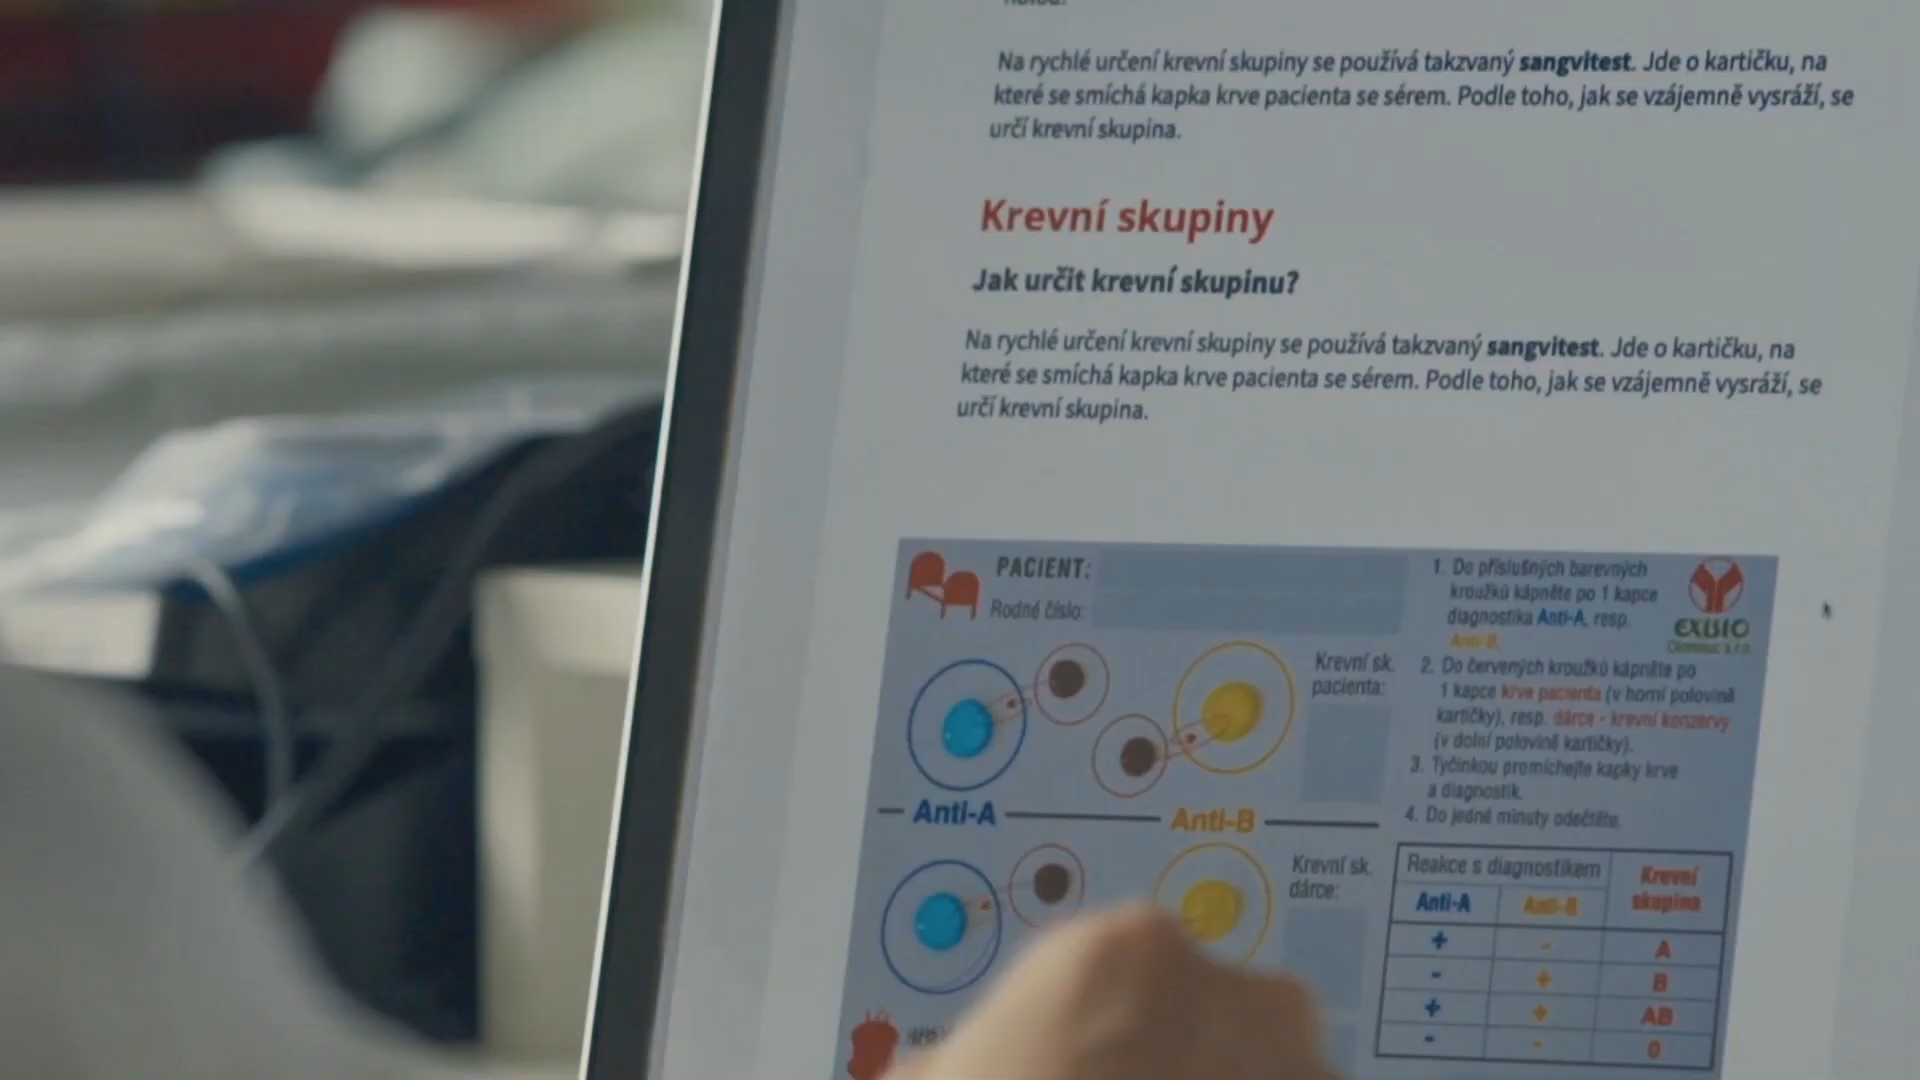 Na rychlé určení krevní skupiny se používá takzvaný sangvitest. Jde o kartičku, na
které se smíchá kapka krve pacienta se sérem. Podle toho, jak se vzájemně vysráží, se
určí krevní skupina.
Krevní skupiny
Jak určit krevní skupinu?
Na rychlé určení krevní skupiny se používá takzvaný sangvitest. Jde o kartičku, na
které se smíchá kapka krve pacienta se sérem. Podle toho, jak se vzájemně vysráží, se
určí krevní skupina.
PACIENT:
Rodné číslo:
Krevní sk.
pacienta:
Anti-A
Anti-B
Krevní sk.
dárce:
1. Do příslušných barevných
kroužků kápněte po 1 kapce
diagnostika Anti-A, resp.
Anti-B.
2. Do červených kroužků kápněte po
1 kapce krve pacienta (v horní polovině
kartičky), resp. dárce - krevní konzervy
(v dolní polovině kartičky).
3. Tyčinkou promíchejte kapky krve
a diagnostik.
4. Do jedné minuty odečtěte.
EXBIO
Olomouc s.r.o.
Reakce s diagnostikem
Krevní
skupina
Anti-A
Anti-B
+ - A
- + B
+ + AB
- - 0